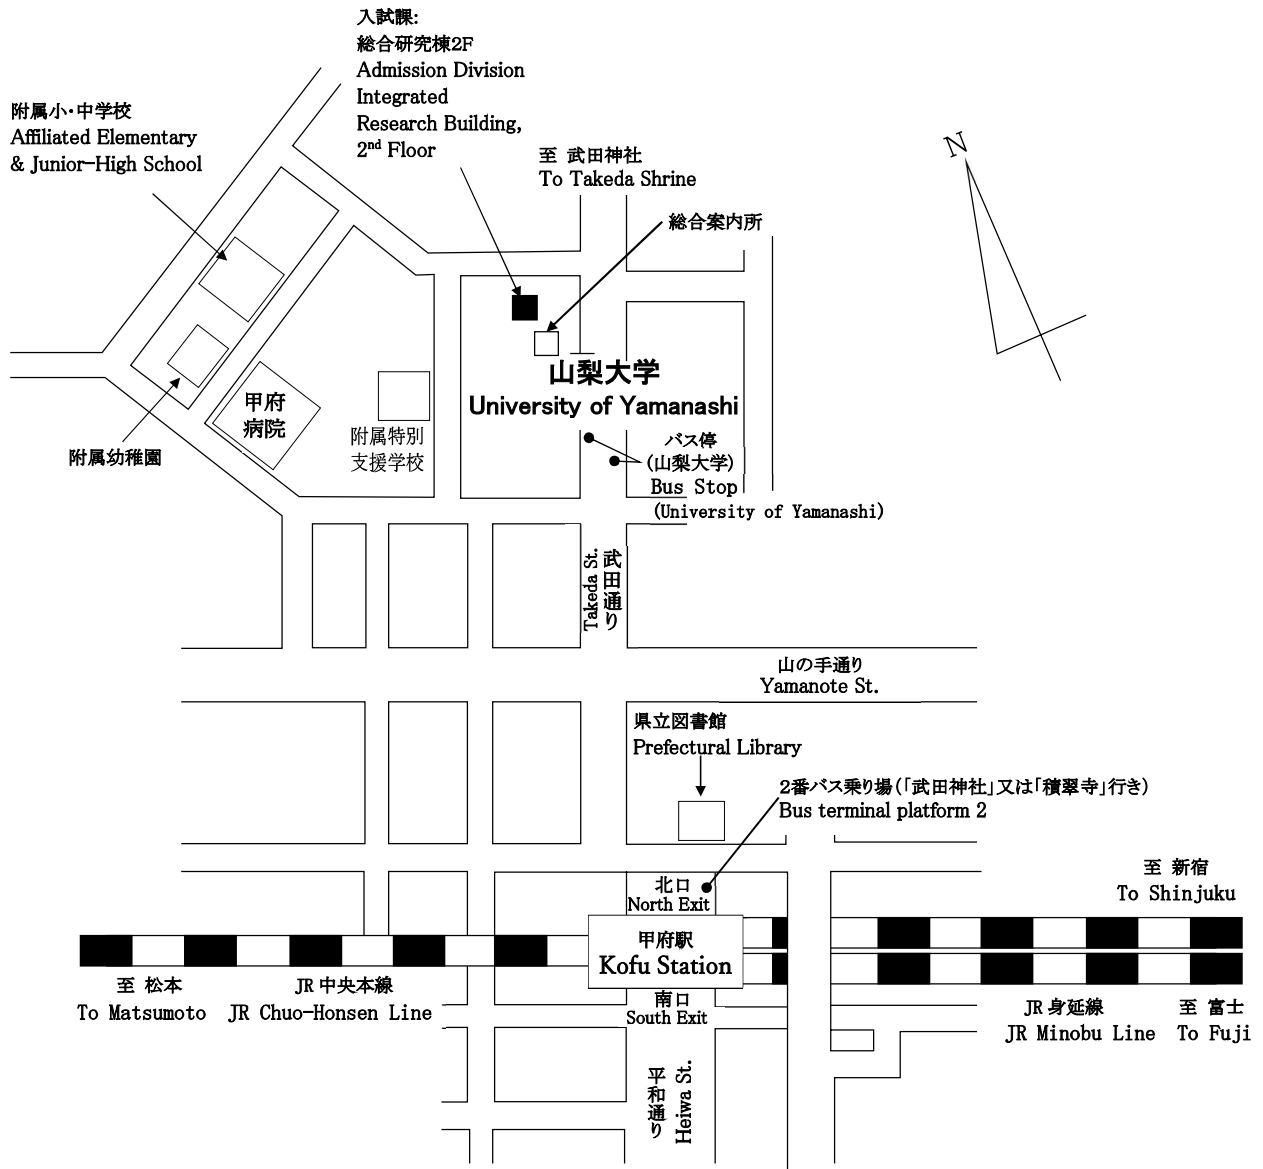 入試課:
総合研究棟2F
Admission Division
Integrated
Research Building,
2nd Floor
附属小・中学校
Affiliated Elementary
& Junior-High School
至 武田神社
To Takeda Shrine
N
総合案内所
山梨大学
University of Yamanashi
甲府
病院
附属特別
支援学校
附属幼稚園
バス停
(山梨大学)
Bus Stop
(University of Yamanashi)
Takeda St.
武田通り
山の手通り
Yamanote St.
県立図書館
Prefectural Library
2番バス乗り場(「武田神社」又は「積翠寺」行き)
Bus terminal platform 2
北口
North Exit
至 新宿
To Shinjuku
甲府駅
Kofu Station
至 松本
To Matsumoto
JR 中央本線
JR Chuo-Honsen Line
南口
South Exit
JR 身延線
JR Minobu Line
至 富士
To Fuji
平和通り
Heiwa St.